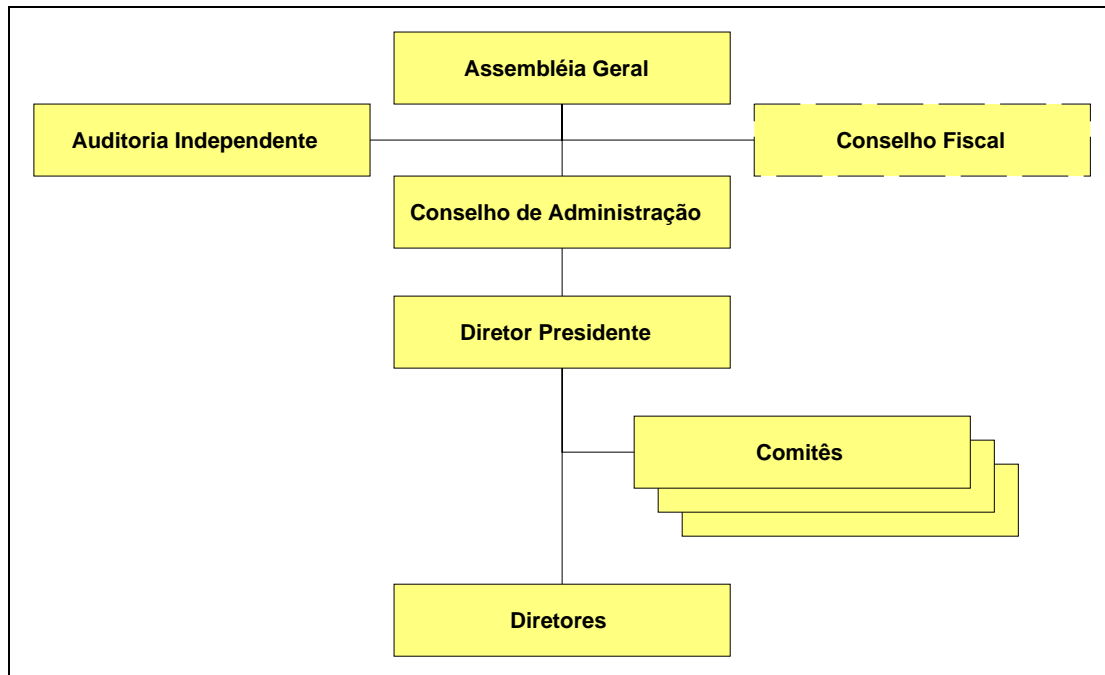 Assembléia Geral
Auditoria Independente
Conselho Fiscal
Conselho de Administração
Diretor Presidente
Comitês
Diretores